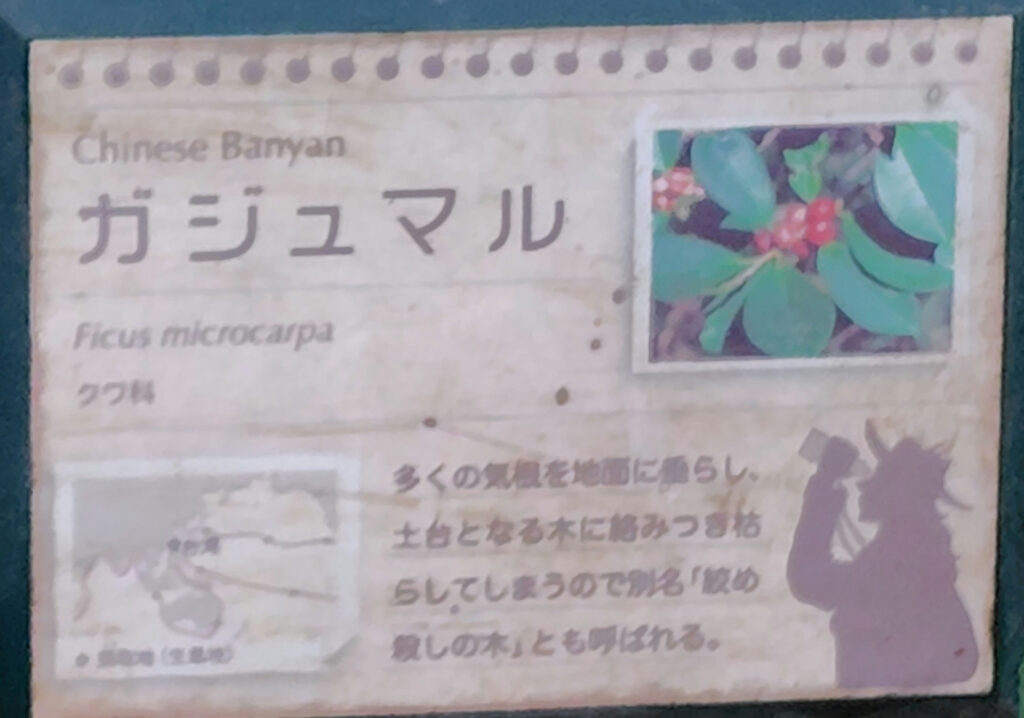 Chinese Banyan
ガジュマル
Ficus microcarpa
クワ科
多くの気根を地面に垂らし、
土台となる木に絡みつき枯
らしてしまうので別名「絞め
殺しの木」とも呼ばれる。